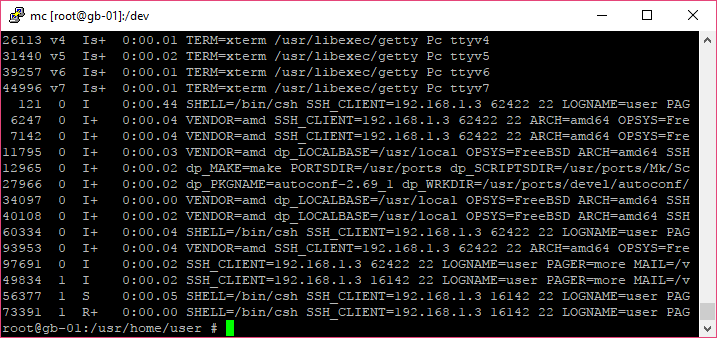 mc [root@gb-01]:/dev
26113 v4 Is+ 0:00.01 TERM=xterm /usr/libexec/getty Pc ttyv4
31440 v5 Is+ 0:00.02 TERM=xterm /usr/libexec/getty Pc ttyv5
39257 v6 Is+ 0:00.01 TERM=xterm /usr/libexec/getty Pc ttyv6
44996 v7 Is+ 0:00.01 TERM=xterm /usr/libexec/getty Pc ttyv7
121 0 I 0:00.44 SHELL=/bin/csh SSH_CLIENT=192.168.1.3 62422 22 LOGNAME=user PAG
6247 0 I+ 0:00.04 VENDOR=amd SSH_CLIENT=192.168.1.3 62422 22 ARCH=amd64 OPSYS=Fre
7142 0 I+ 0:00.04 VENDOR=amd SSH_CLIENT=192.168.1.3 62422 22 ARCH=amd64 OPSYS=Fre
11795 0 I+ 0:00.03 VENDOR=amd dp_LOCALBASE=/usr/local OPSYS=FreeBSD ARCH=amd64 SSH
12965 0 I+ 0:00.02 dp_MAKE=make PORTSDIR=/usr/ports dp_SCRIPTSDIR=/usr/ports/Mk/Sc
27966 0 I+ 0:00.02 dp_PKGNAME=autoconf-2.69_1 dp_WRKDIR=/usr/ports/devel/autoconf/
34097 0 I+ 0:00.00 VENDOR=amd dp_LOCALBASE=/usr/local OPSYS=FreeBSD ARCH=amd64 SSH
40108 0 I+ 0:00.02 VENDOR=amd dp_LOCALBASE=/usr/local OPSYS=FreeBSD ARCH=amd64 SSH
60334 0 I+ 0:00.04 SHELL=/bin/csh SSH_CLIENT=192.168.1.3 62422 22 LOGNAME=user PAG
93953 0 I+ 0:00.04 VENDOR=amd SSH_CLIENT=192.168.1.3 62422 22 ARCH=amd64 OPSYS=Fre
97691 0 I 0:00.02 SSH_CLIENT=192.168.1.3 62422 22 LOGNAME=user PAGER=more MAIL=/v
49834 1 I 0:00.02 SSH_CLIENT=192.168.1.3 16142 22 LOGNAME=user PAGER=more MAIL=/v
56377 1 S 0:00.05 SHELL=/bin/csh SSH_CLIENT=192.168.1.3 16142 22 LOGNAME=user PAG
73391 1 R+ 0:00.00 SHELL=/bin/csh SSH_CLIENT=192.168.1.3 16142 22 LOGNAME=user PAG
root@gb-01:/usr/home/user #